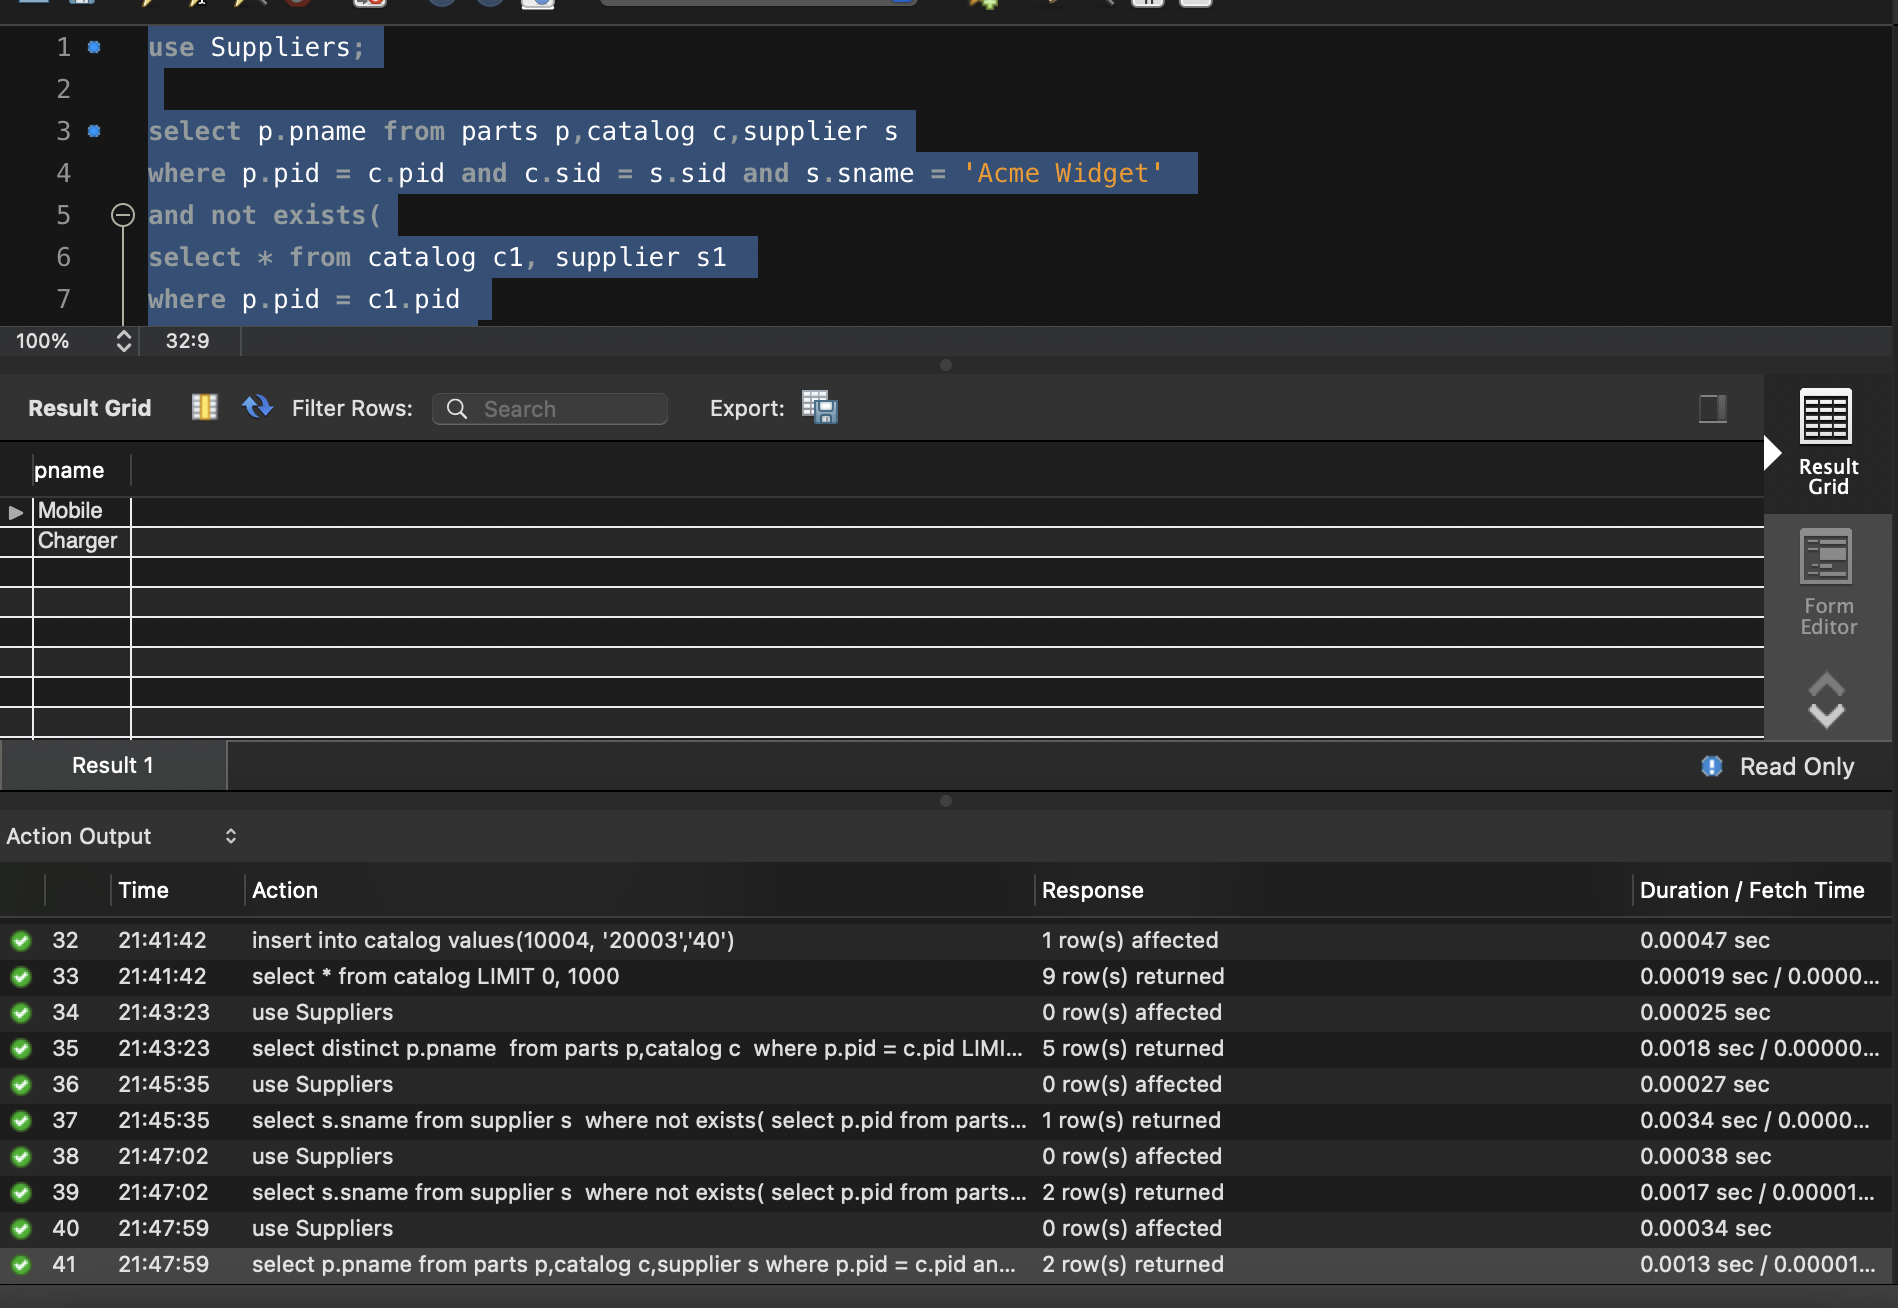 1 use Suppliers;
2
3 select p.pname from parts p,catalog c,supplier s
4 where p.pid = c.pid and c.sid = s.sid and s.sname = 'Acme Widget'
5 and not exists(
6 select * from catalog c1, supplier s1
7 where p.pid = c1.pid
100% 32:9
Result Grid Filter Rows: Search Export:
Result Grid
Form Editor
pname
Mobile
Charger
Result 1 Read Only
Action Output
Time Action Response Duration / Fetch Time
32 21:41:42 insert into catalog values(10004, '20003','40') 1 row(s) affected 0.00047 sec
33 21:41:42 select * from catalog LIMIT 0, 1000 9 row(s) returned 0.00019 sec / 0.0000...
34 21:43:23 use Suppliers 0 row(s) affected 0.00025 sec
35 21:43:23 select distinct p.pname  from parts p,catalog c  where p.pid = c.pid LIMI... 5 row(s) returned 0.0018 sec / 0.00000...
36 21:45:35 use Suppliers 0 row(s) affected 0.00027 sec
37 21:45:35 select s.sname from supplier s  where not exists( select p.pid from parts... 1 row(s) returned 0.0034 sec / 0.0000...
38 21:47:02 use Suppliers 0 row(s) affected 0.00038 sec
39 21:47:02 select s.sname from supplier s  where not exists( select p.pid from parts... 2 row(s) returned 0.0017 sec / 0.00001...
40 21:47:59 use Suppliers 0 row(s) affected 0.00034 sec
41 21:47:59 select p.pname from parts p,catalog c,supplier s where p.pid = c.pid an... 2 row(s) returned 0.0013 sec / 0.00001...